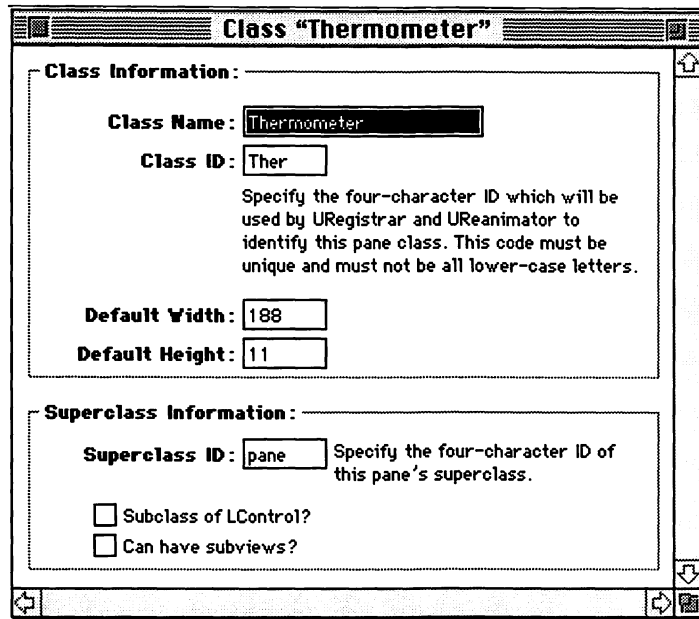 Class “Thermometer”
Class Information:
Class Name: Thermometer
Class ID: Ther
Specify the four-character ID which will be
used by URegistrar and UReanimator to
identify this pane class. This code must be
unique and must not be all lower-case letters.
Default Width: 188
Default Height: 11
Superclass Information:
Superclass ID: pane
Specify the four-character ID of
this pane's superclass.
Subclass of LControl?
Can have subviews?